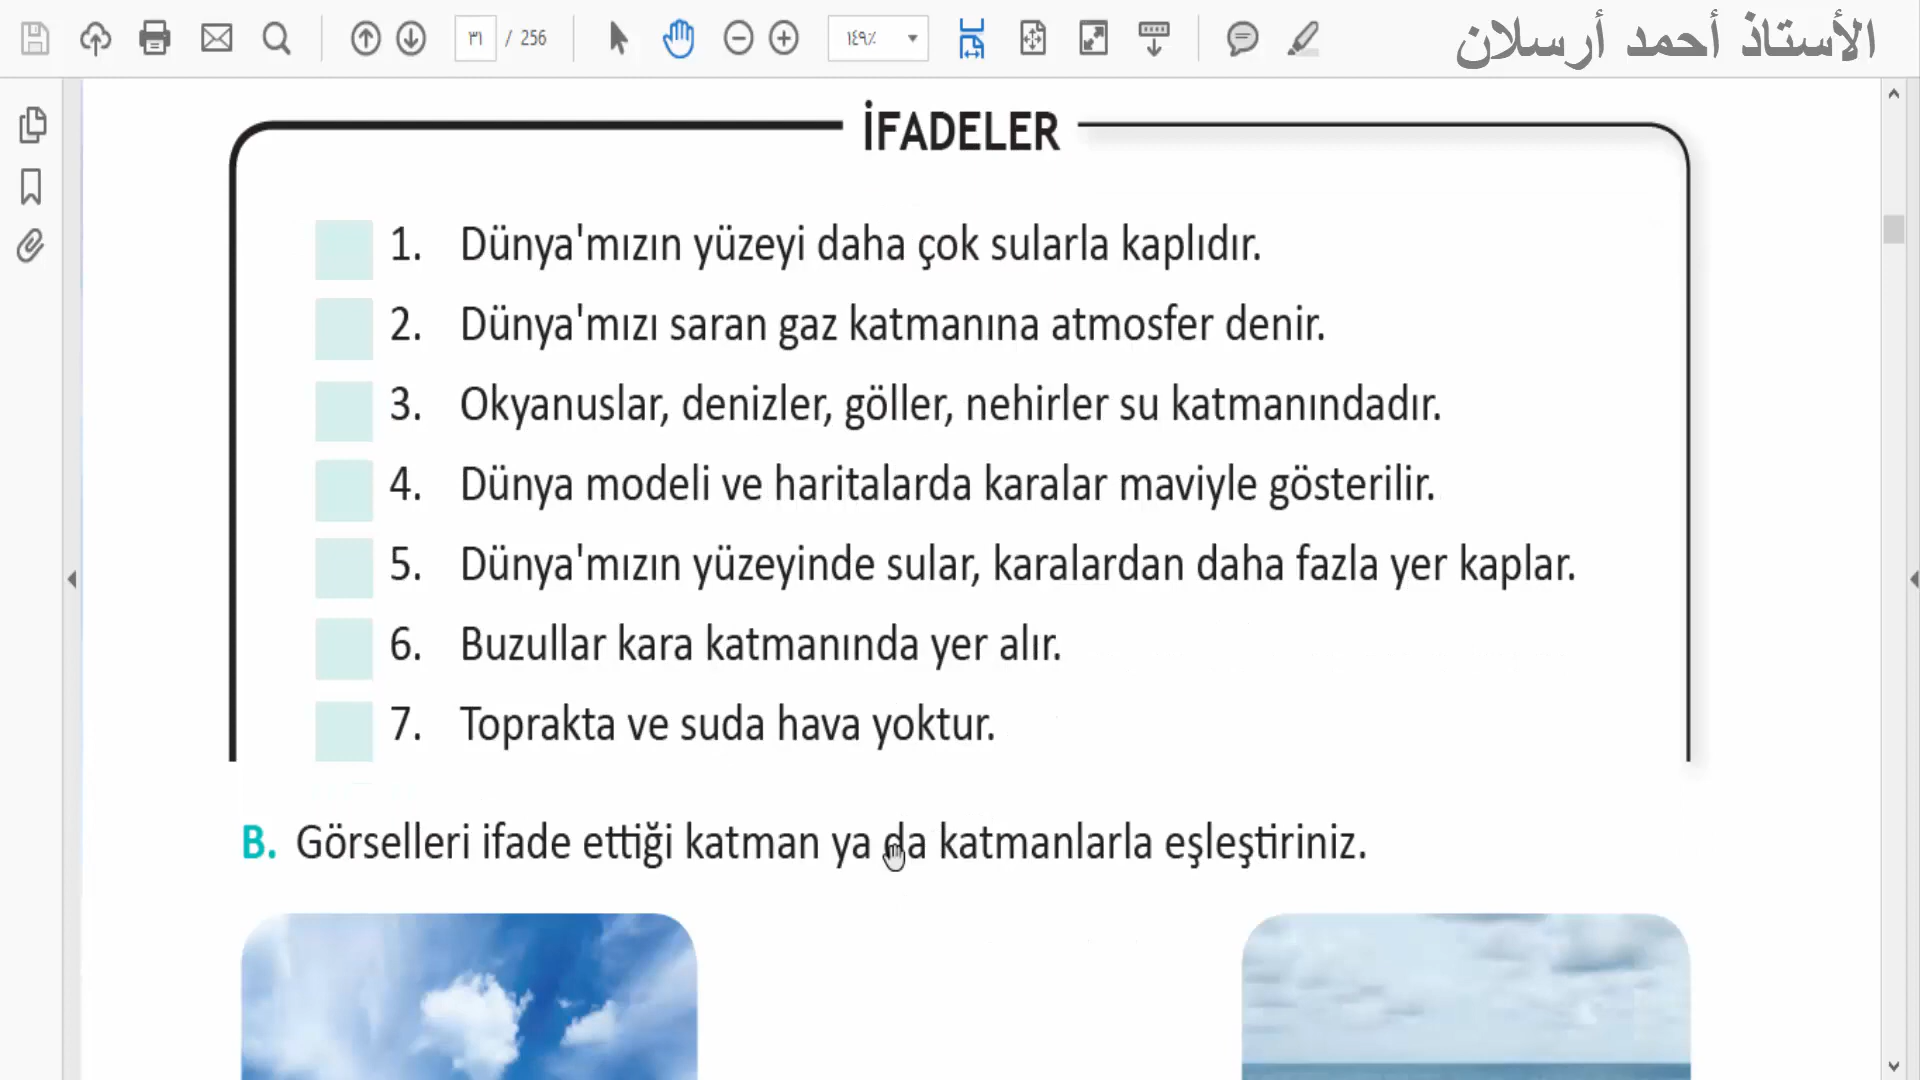 ٣١ / 256
١٤٩٪
الأستاذ أحمد أرسلان
İFADELER
1. Dünya'mızın yüzeyi daha çok sularla kaplıdır.
2. Dünya'mızı saran gaz katmanına atmosfer denir.
3. Okyanuslar, denizler, göller, nehirler su katmanındadır.
4. Dünya modeli ve haritalarda karalar maviyle gösterilir.
5. Dünya'mızın yüzeyinde sular, karalardan daha fazla yer kaplar.
6. Buzullar kara katmanında yer alır.
7. Toprakta ve suda hava yoktur.
B. Görselleri ifade ettiği katman ya da katmanlarla eşleştiriniz.